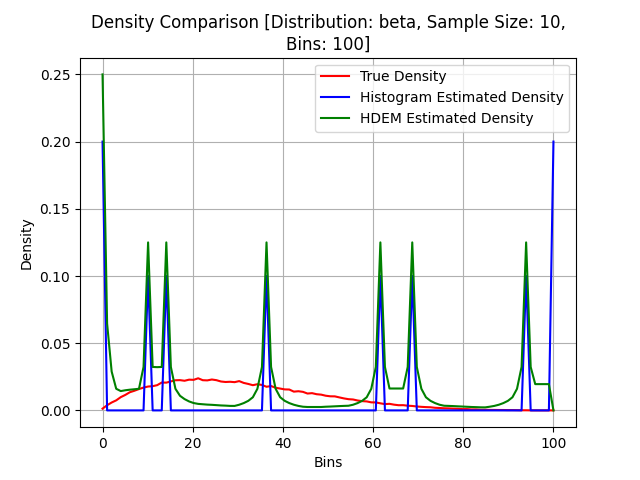 Density Comparison [Distribution: beta, Sample Size: 10,
Bins: 100]
True Density
Histogram Estimated Density
HDEM Estimated Density
0.25
0.20
0.15
0.10
0.05
0.00
Density
0 20 40 60 80 100
Bins